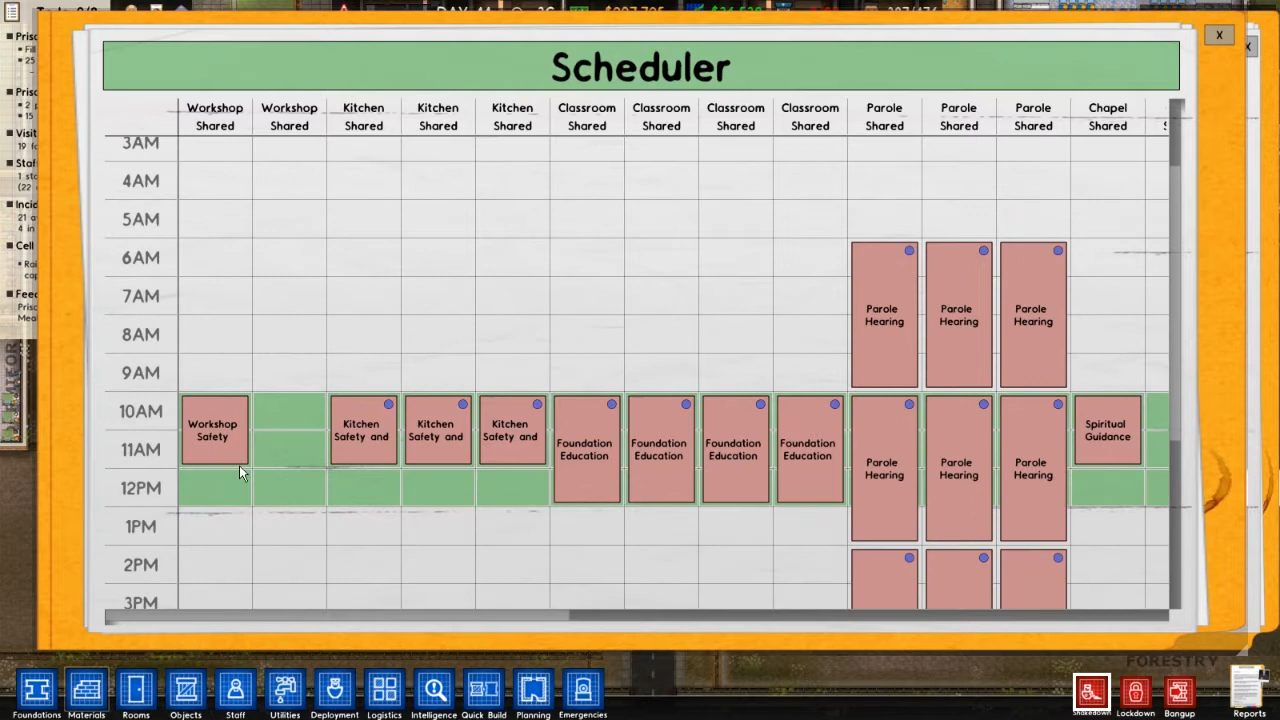 Scheduler
X
Workshop Workshop Kitchen Kitchen Kitchen Classroom Classroom Classroom Classroom Parole Parole Parole Chapel
Shared Shared Shared Shared Shared Shared Shared Shared Shared Shared Shared Shared Shared
3AM
4AM
5AM
6AM
7AM
8AM
9AM
10AM
11AM
12PM
1PM
2PM
3PM
Parole Hearing
Parole Hearing
Parole Hearing
Workshop Safety
Kitchen Safety and
Kitchen Safety and
Kitchen Safety and
Foundation Education
Foundation Education
Foundation Education
Foundation Education
Parole Hearing
Parole Hearing
Parole Hearing
Spiritual Guidance
FORESTRY
Foundations Materials Rooms Objects Staff Utilities Deployment Logistics Intelligence Quick Build Planning Emergencies Shakedown Lockdown Bangup Reports